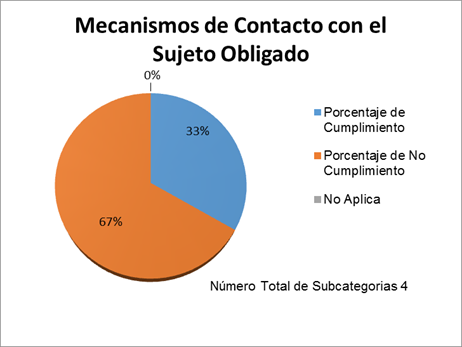 Mecanismos de Contacto con el
Sujeto Obligado
0%
33%
67%
Porcentaje de
Cumplimiento
Porcentaje de No
Cumplimiento
No Aplica
Número Total de Subcategorias 4